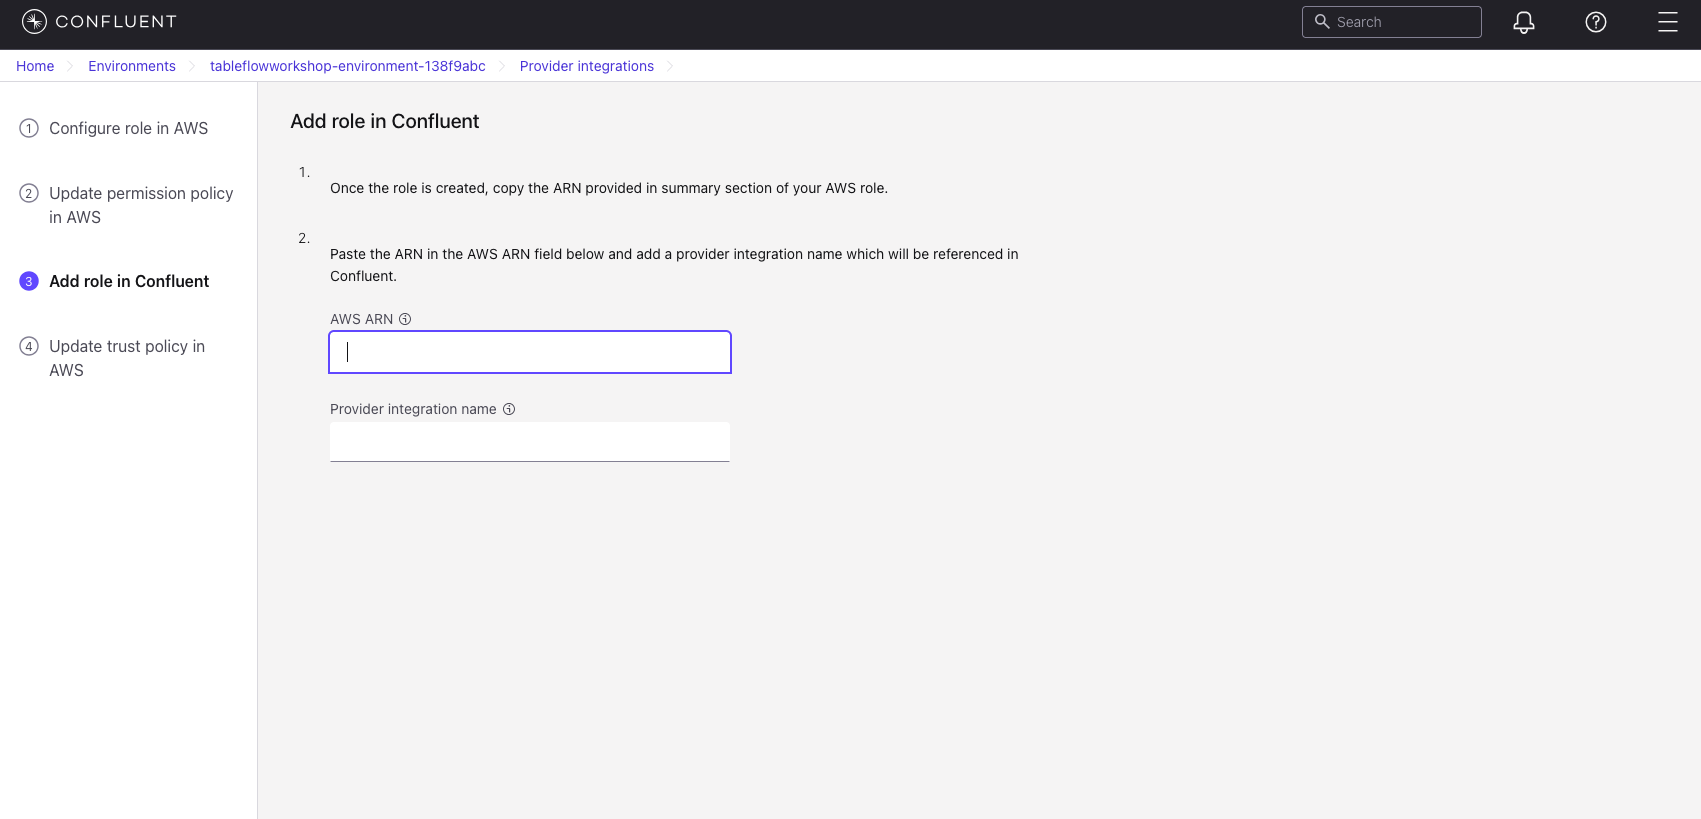 CONFLUENT
Search
Home
Environments
tableflowworkshop-environment-138f9abc
Provider integrations
1 Configure role in AWS
2 Update permission policy
in AWS
3 Add role in Confluent
4 Update trust policy in
AWS
Add role in Confluent
1.
Once the role is created, copy the ARN provided in summary section of your AWS role.
2.
Paste the ARN in the AWS ARN field below and add a provider integration name which will be referenced in
Confluent.
AWS ARN
Provider integration name